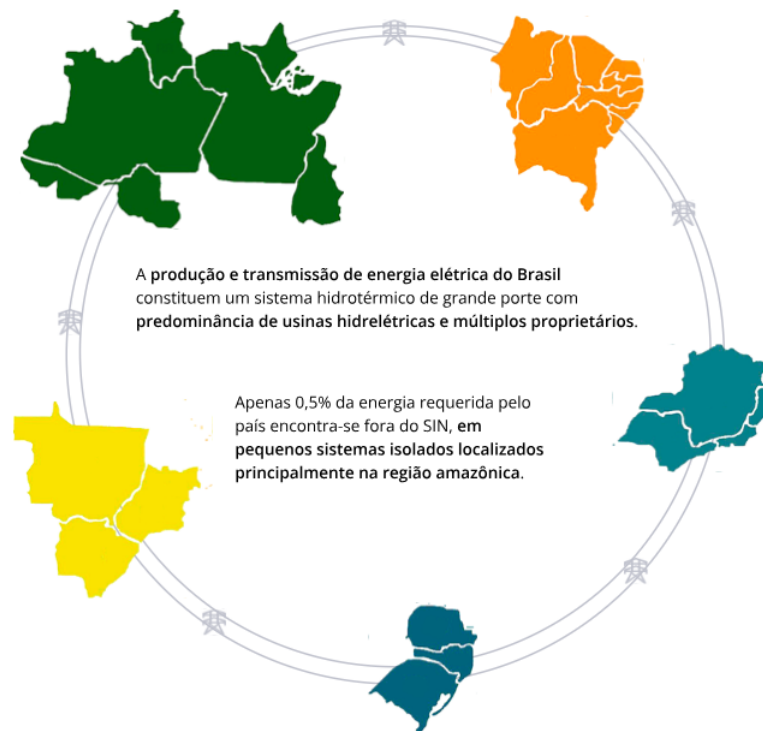 A produção e transmissão de energia elétrica do Brasil
constituem um sistema hidrotérmico de grande porte com
predominância de usinas hidrelétricas e múltiplos proprietários.
Apenas 0,5% da energia requerida pelo
país encontra-se fora do SIN, em
pequenos sistemas isolados localizados
principalmente na região amazônica.